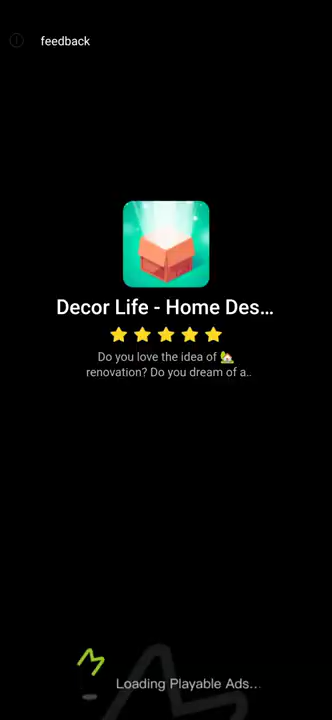 feedback
Decor Life - Home Des...
Do you love the idea of 🏡
renovation? Do you dream of a..
Loading Playable Ads...